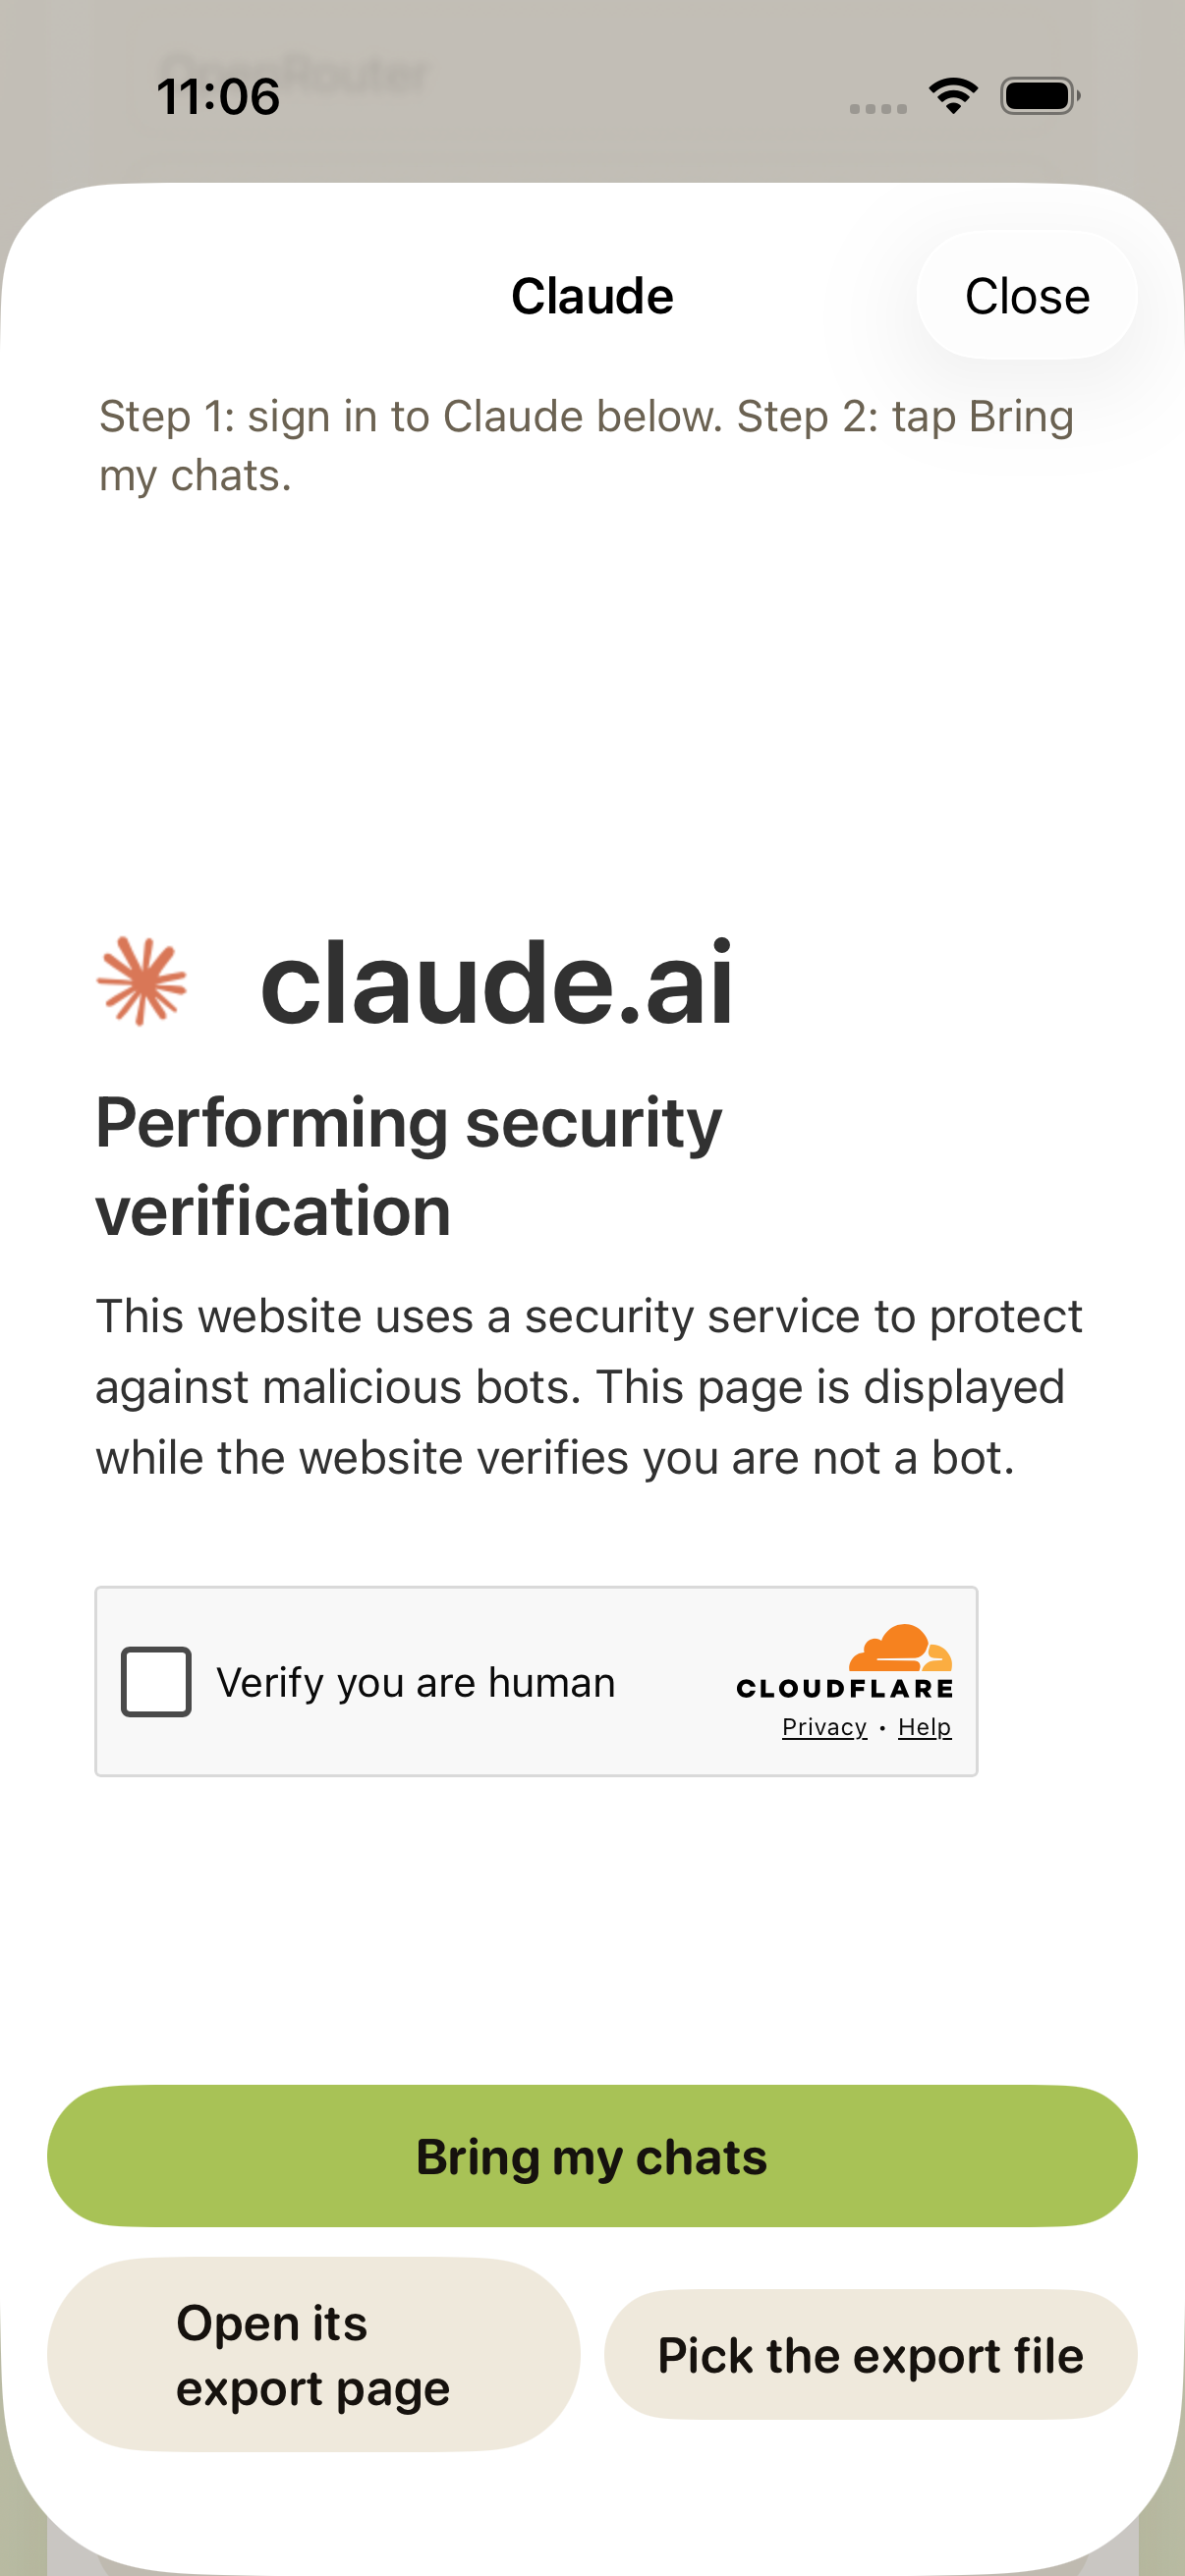 11:06
Claude
Close
Step 1: sign in to Claude below. Step 2: tap Bring
my chats.
claude.ai
Performing security
verification
This website uses a security service to protect
against malicious bots. This page is displayed
while the website verifies you are not a bot.
Verify you are human
CLOUDFLARE
Privacy • Help
Bring my chats
Open its
export page
Pick the export file